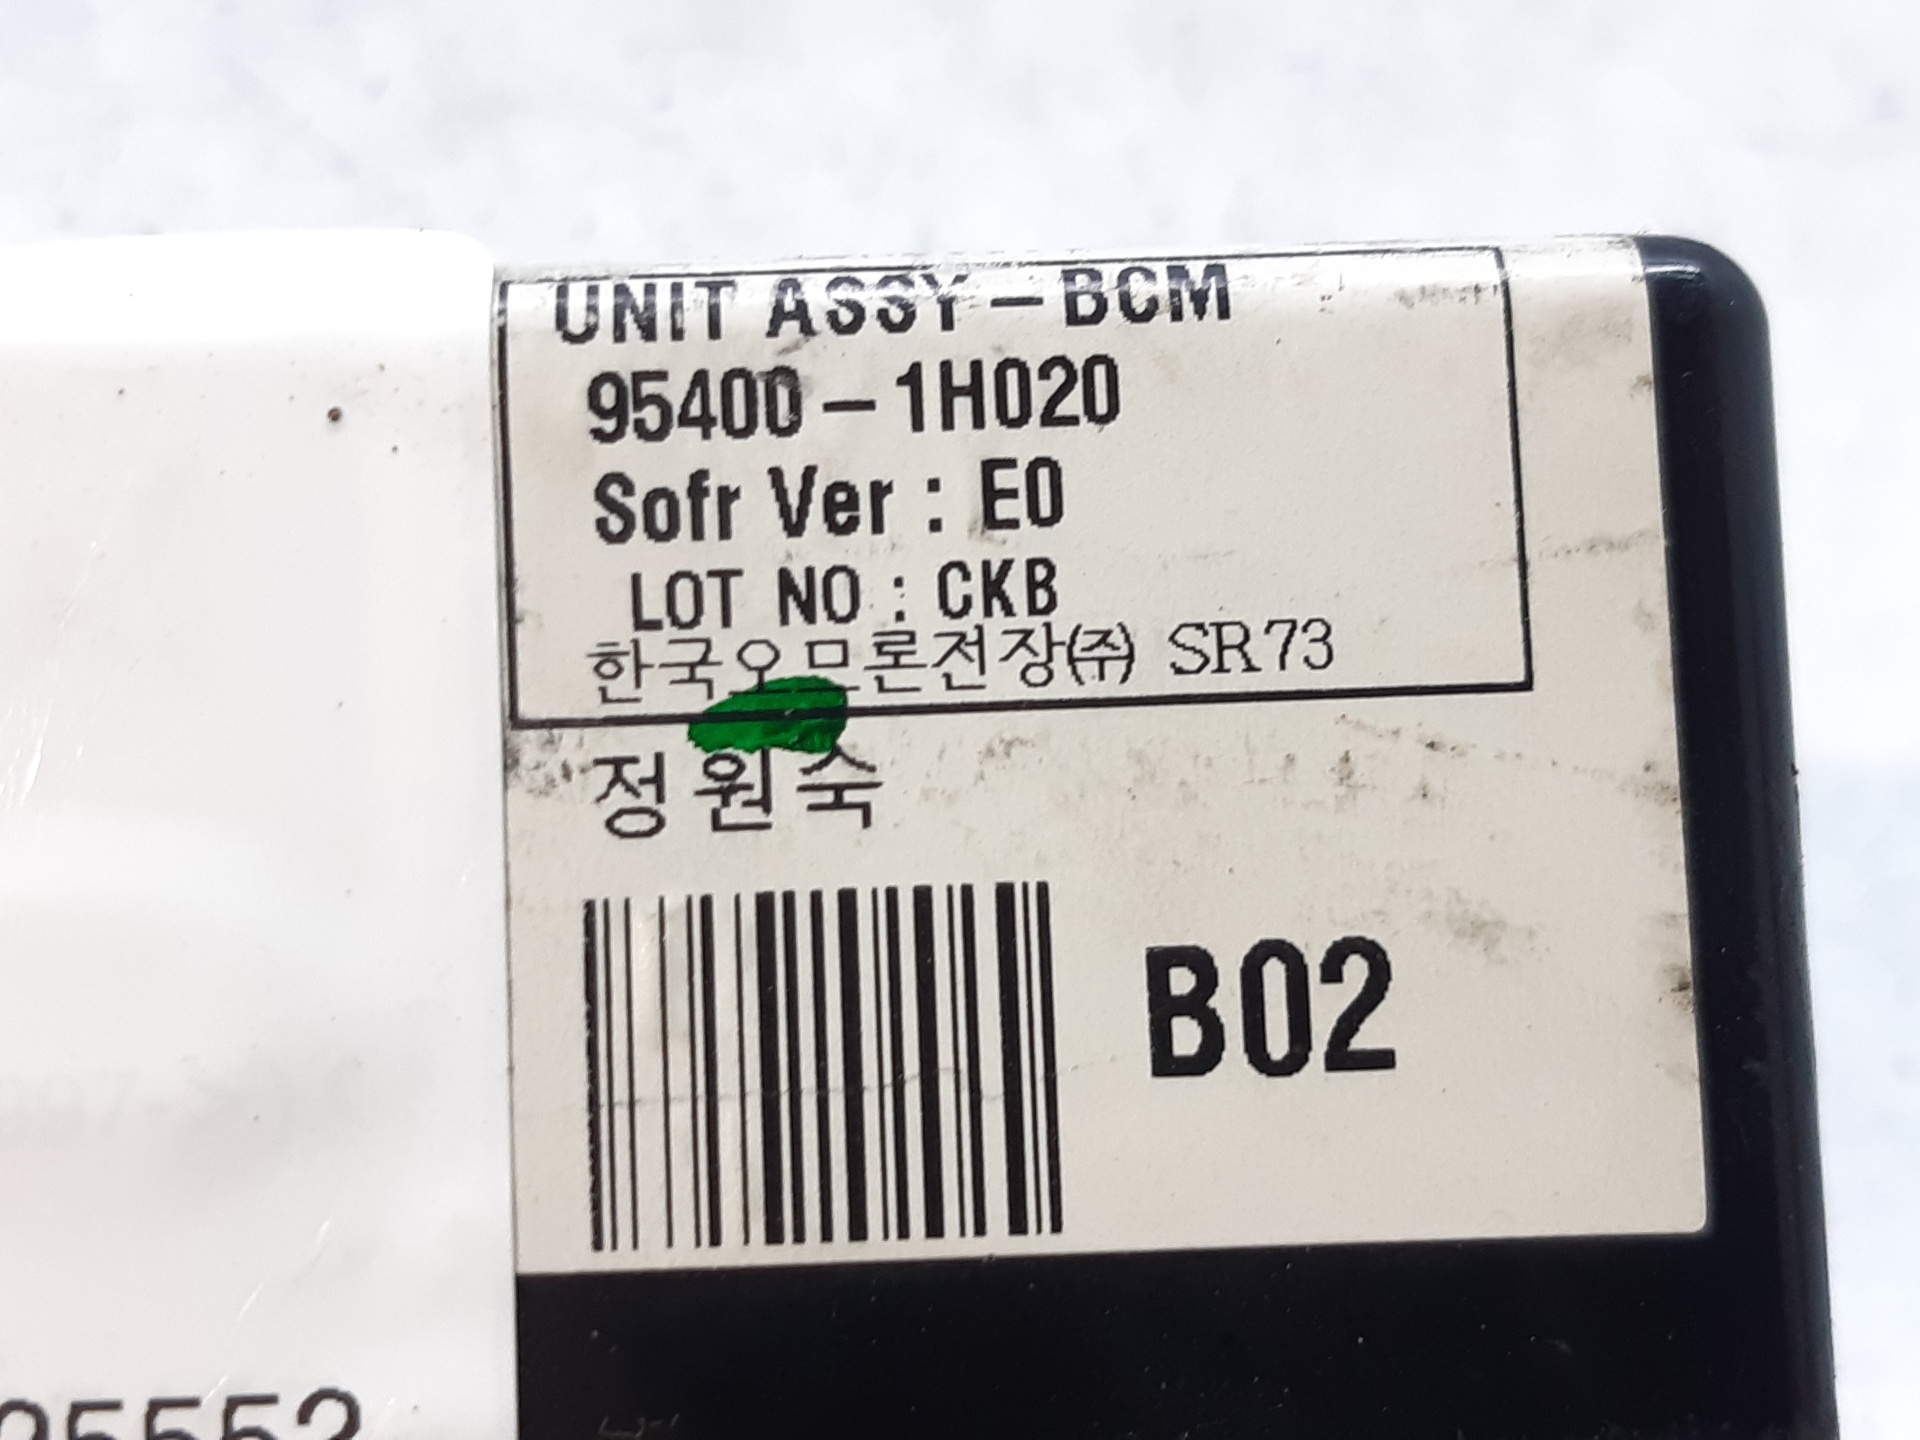 UNIT ASSY-BCM
95400-1H020
Sofr Ver : E0
LOT NO : CKB
한국오므론전장㈜ SR73
정원숙
B02